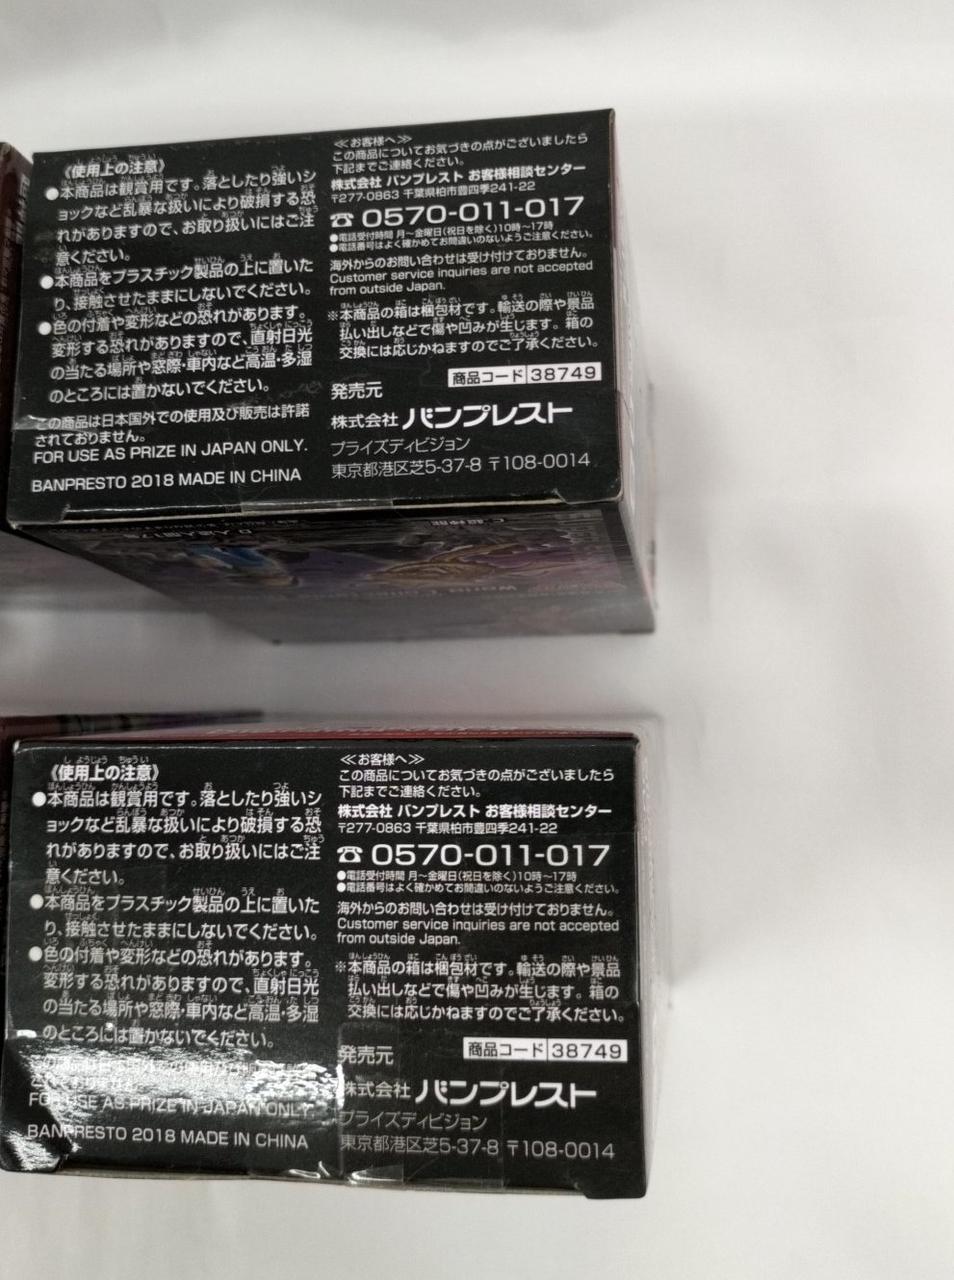 《使用上の注意》
●本商品は観賞用です。落としたり強いシ
ョックなど乱暴な扱いにより破損する恐
れがありますので、お取り扱いにはご注
意ください。
●本商品をプラスチック製品の上に置いた
り、接触させたままにしないでください。
●色の付着や変形などの恐れがあります。
変形する恐れがありますので、直射日光
の当たる場所や窓際・車内など高温・多湿
のところには置かないでください。
この商品は日本国外での使用及び販売は許諾
されておりません。
FOR USE AS PRIZE IN JAPAN ONLY.
BANPRESTO 2018 MADE IN CHINA
≪お客様へ≫
この商品についてお気づきの点がございましたら
下記までご連絡ください。
株式会社 バンプレスト お客様相談センター
〒277-0863 千葉県柏市豊四季241-22
☎ 0570-011-017
●電話受付時間 月～金曜日(祝日を除く)10時～17時
●電話番号はよく確かめてお間違いのないようご注意ください。
海外からのお問い合わせは受け付けておりません。
Customer service inquiries are not accepted
from outside Japan.
※本商品の箱は梱包材です。輸送の際や景品
払い出しなどで傷や凹みが生じます。箱の
交換には応じかねますのでご了承ください。
商品コード 38749
発売元
株式会社 バンプレスト
プライズディビジョン
東京都港区芝5-37-8 〒108-0014
《使用上の注意》
●本商品は観賞用です。落としたり強いシ
ョックなど乱暴な扱いにより破損する恐
れがありますので、お取り扱いにはご注
意ください。
●本商品をプラスチック製品の上に置いた
り、接触させたままにしないでください。
●色の付着や変形などの恐れがあります。
変形する恐れがありますので、直射日光
の当たる場所や窓際・車内など高温・多湿
のところには置かないでください。
FOR USE AS PRIZE IN JAPAN ONLY.
BANPRESTO 2018 MADE IN CHINA
≪お客様へ≫
この商品についてお気づきの点がございましたら
下記までご連絡ください。
株式会社 バンプレスト お客様相談センター
〒277-0863 千葉県柏市豊四季241-22
☎ 0570-011-017
●電話受付時間 月～金曜日(祝日を除く)10時～17時
●電話番号はよく確かめてお間違いのないようご注意ください。
海外からのお問い合わせは受け付けておりません。
Customer service inquiries are not accepted
from outside Japan.
※本商品の箱は梱包材です。輸送の際や景品
払い出しなどで傷や凹みが生じます。箱の
交換には応じかねますのでご了承ください。
商品コード 38749
発売元
株式会社 バンプレスト
プライズディビジョン
東京都港区芝5-37-8 〒108-0014